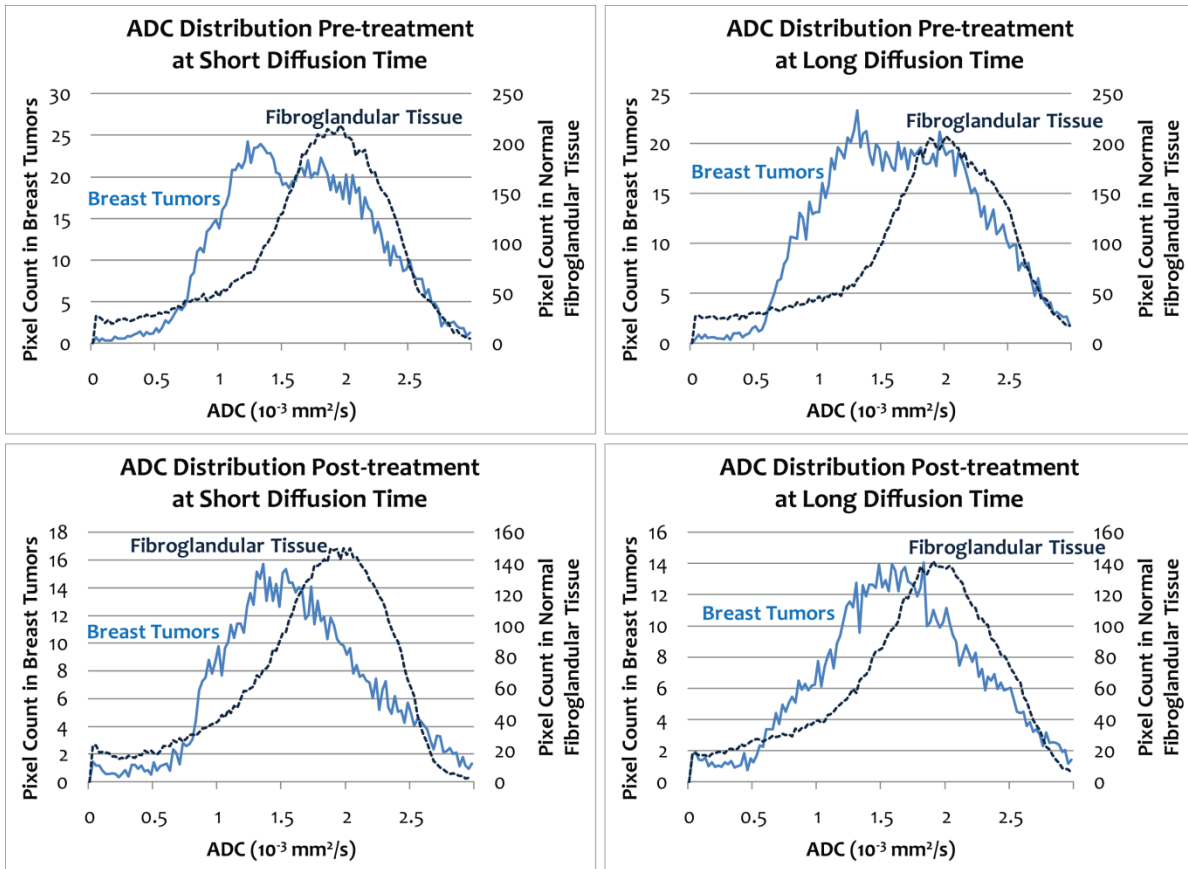 ADC Distribution Pre-treatment
at Short Diffusion Time
Pixel Count in Breast Tumors
30
25
20
15
10
5
0
Fibroglandular Tissue
Breast Tumors
250
200
150
100
50
0
Pixel Count in Normal
Fibroglandular Tissue
0 0.5 1 1.5 2 2.5
ADC (10⁻³ mm²/s)
ADC Distribution Pre-treatment
at Long Diffusion Time
Pixel Count in Breast Tumors
25
20
15
10
5
0
Fibroglandular Tissue
Breast Tumors
250
200
150
100
50
0
Pixel Count in Normal
Fibroglandular Tissue
0 0.5 1 1.5 2 2.5
ADC (10⁻³ mm²/s)
ADC Distribution Post-treatment
at Short Diffusion Time
Pixel Count in Breast Tumors
18
16
14
12
10
8
6
4
2
0
Fibroglandular Tissue
Breast Tumors
160
140
120
100
80
60
40
20
0
Pixel Count in Normal
Fibroglandular Tissue
0 0.5 1 1.5 2 2.5
ADC (10⁻³ mm²/s)
ADC Distribution Post-treatment
at Long Diffusion Time
Pixel Count in Breast Tumors
16
14
12
10
8
6
4
2
0
Fibroglandular Tissue
Breast Tumors
160
140
120
100
80
60
40
20
0
Pixel Count in Normal
Fibroglandular Tissue
0 0.5 1 1.5 2 2.5
ADC (10⁻³ mm²/s)